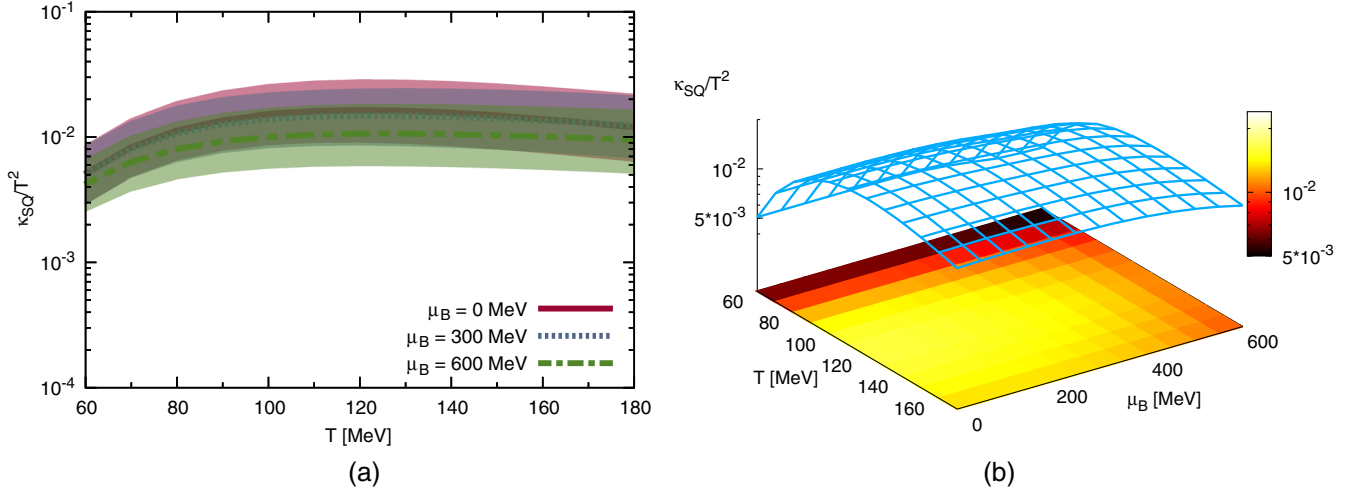 10⁻¹
10⁻²
10⁻³
10⁻⁴
κSQ/T²
μB = 0 MeV
μB = 300 MeV
μB = 600 MeV
60 80 100 120 140 160 180
T [MeV]
(a)
κSQ/T²
10⁻²
5*10⁻³
60
80
100
120
140
160
T [MeV]
0
200
400
600
μB [MeV]
10⁻²
5*10⁻³
(b)